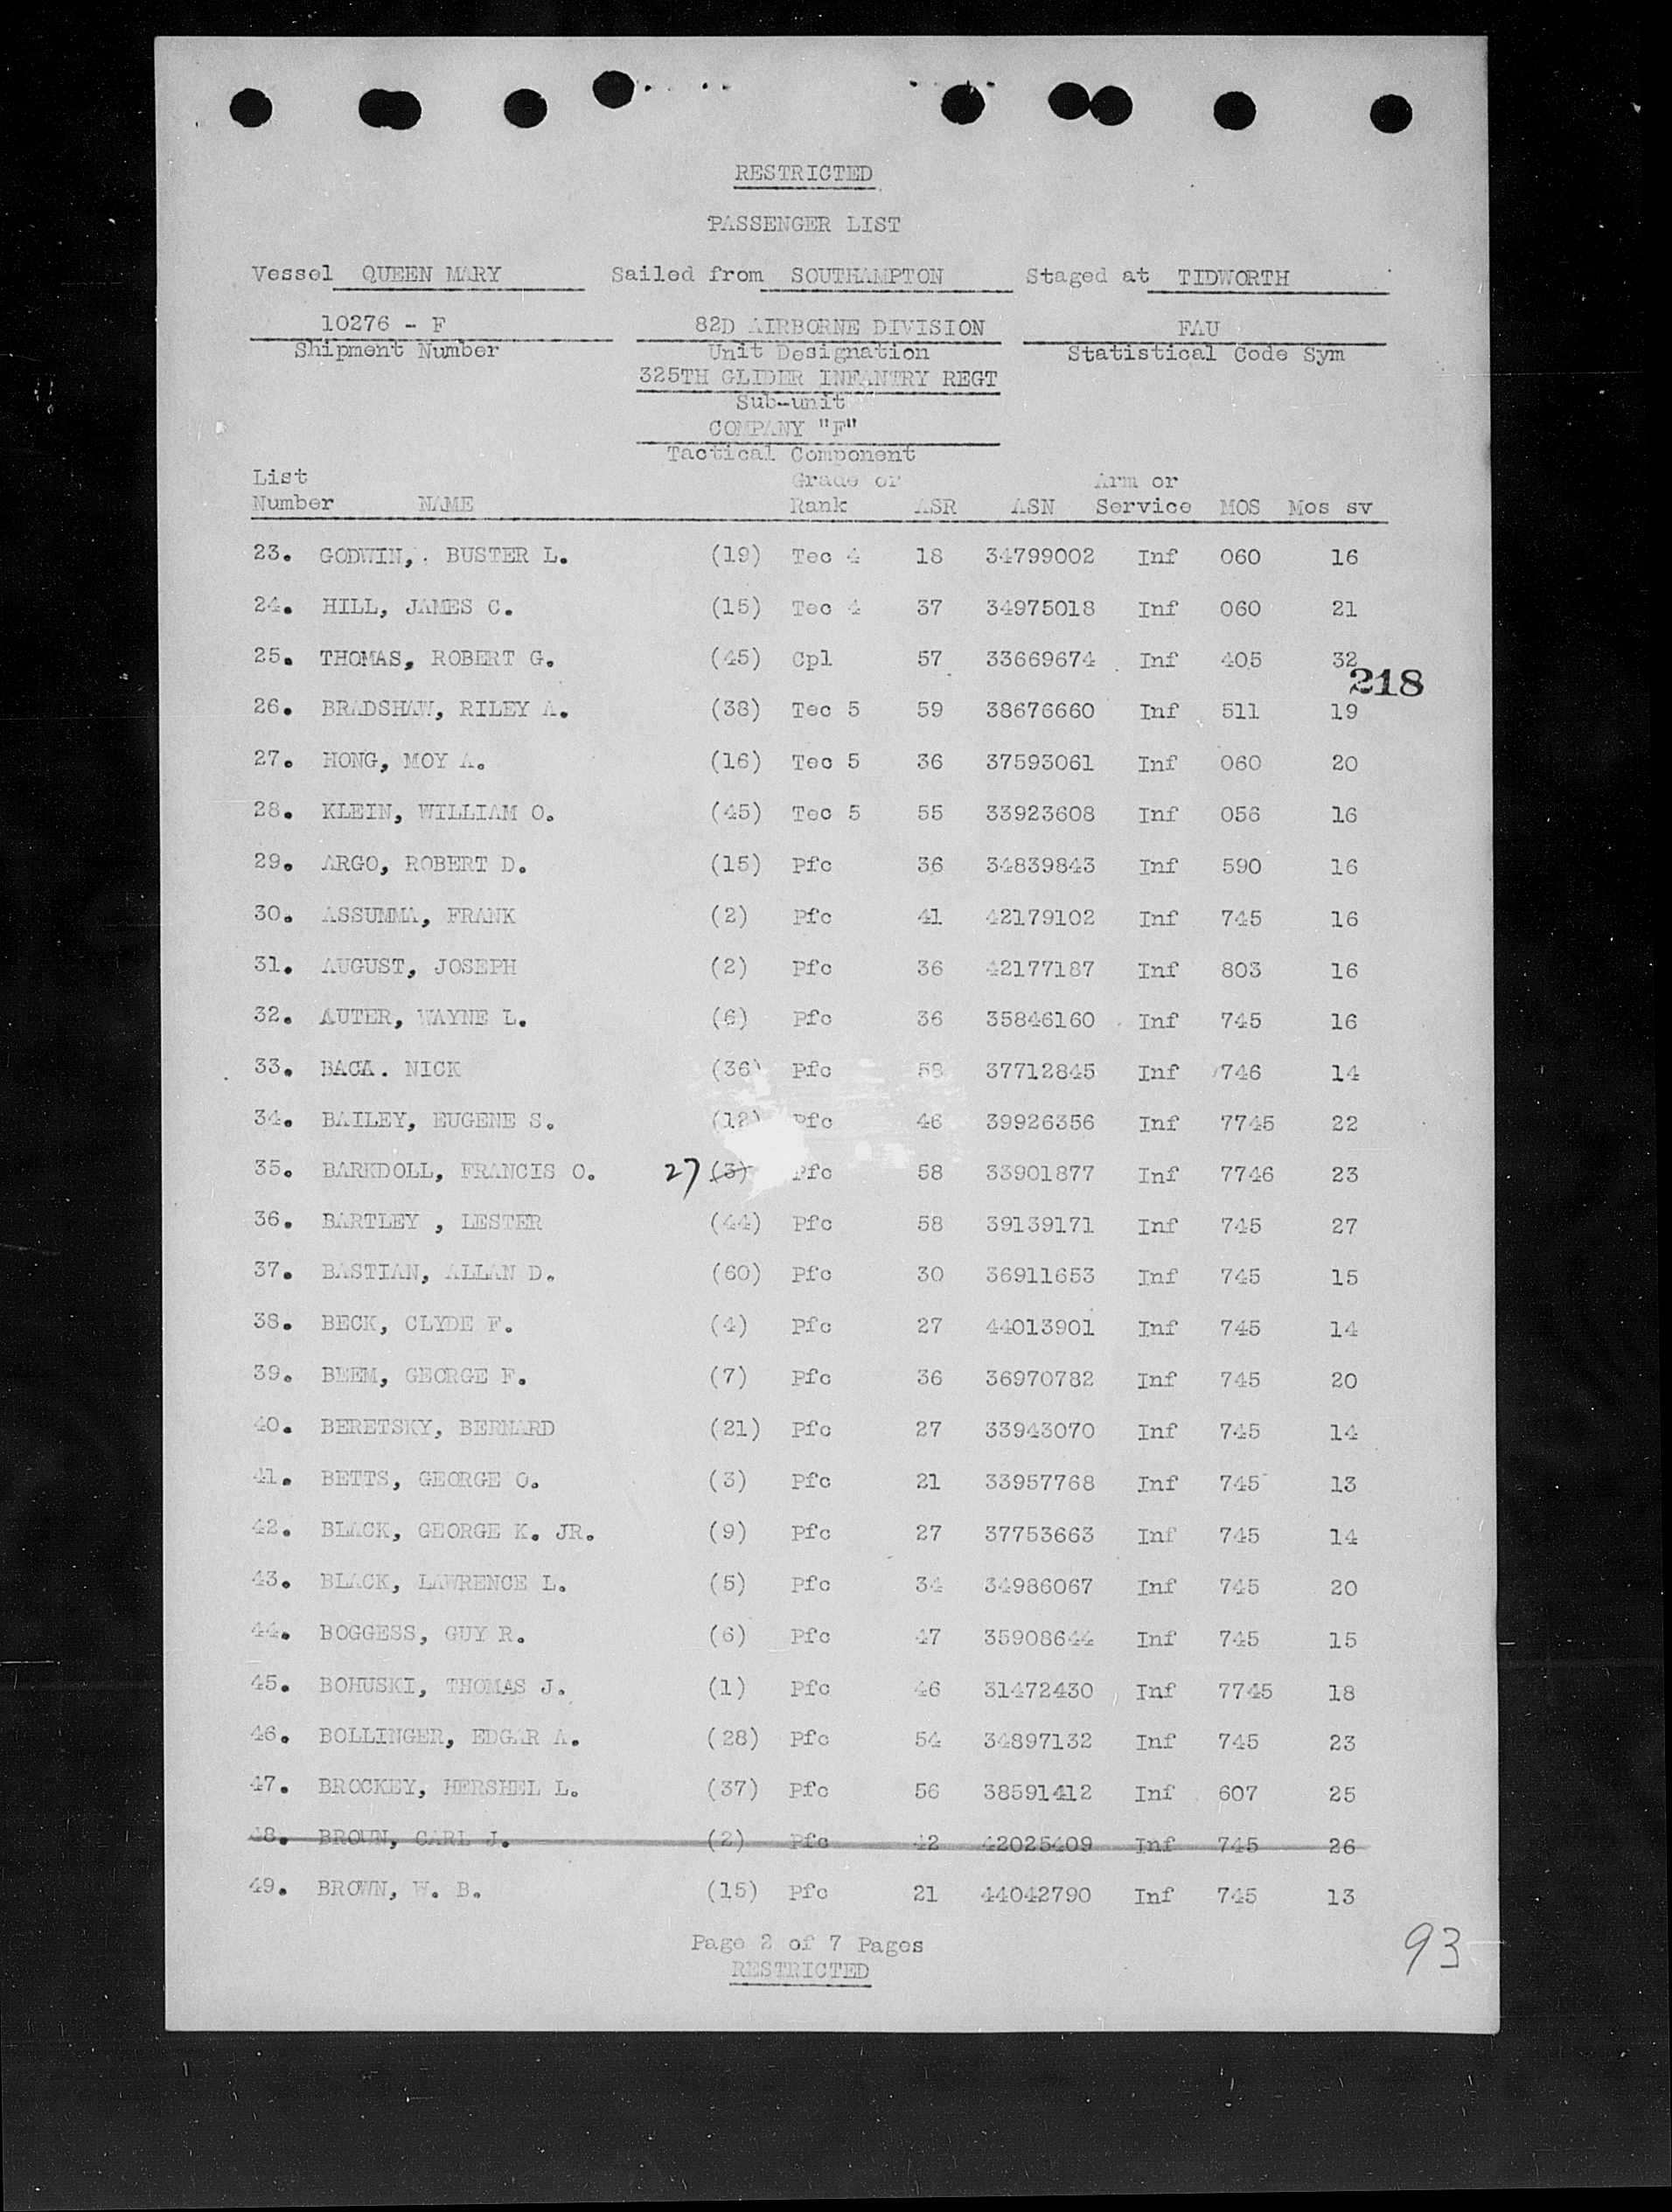 RESTRICTED
PASSENGER LIST
Vessel QUEEN MARY Sailed from SOUTHAMPTON Staged at TIDWORTH
10276 - F 82D AIRBORNE DIVISION FAU
Shipment Number Unit Designation Statistical Code Sym
325TH GLIDER INFANTRY REGT
Sub-unit
COMPANY "F"
Tactical Component
List Grade or Arm or
Number NAME Rank ASR ASN Service MOS Mos sv
23. GODWIN,. BUSTER L. (19) Tec 4 18 34799002 Inf 060 16
24. HILL, JAMES C. (15) Tec 4 37 34975018 Inf 060 21
25. THOMAS, ROBERT G. (45) Cpl 57 33669674 Inf 405 32
218
26. BRADSHAW, RILEY A. (38) Tec 5 59 38676660 Inf 511 19
27. HONG, MOY A. (16) Tec 5 36 37593061 Inf 060 20
28. KLEIN, WILLIAM O. (45) Tec 5 55 33923608 Inf 056 16
29. ARGO, ROBERT D. (15) Pfc 36 34839843 Inf 590 16
30. ASSUMMA, FRANK (2) Pfc 41 42179102 Inf 745 16
31. AUGUST, JOSEPH (2) Pfc 36 42177187 Inf 803 16
32. AUTER, WAYNE L. (6) Pfc 36 35846160 Inf 745 16
33. BACA. NICK (36) Pfc 58 37712845 Inf 746 14
34. BAILEY, EUGENE S. (12) Pfc 46 39926356 Inf 7745 22
35. BARKDOLL, FRANCIS O. 27 (3) Pfc 58 33901877 Inf 7746 23
36. BARTLEY , LESTER (44) Pfc 58 39139171 Inf 745 27
37. BASTIAN, ALLAN D. (60) Pfc 30 36911653 Inf 745 15
38. BECK, CLYDE F. (4) Pfc 27 44013901 Inf 745 14
39. BEEM, GEORGE F. (7) Pfc 36 36970782 Inf 745 20
40. BERETSKY, BERNARD (21) Pfc 27 33943070 Inf 745 14
41. BETTS, GEORGE O. (3) Pfc 21 33957768 Inf 745 13
42. BLACK, GEORGE K. JR. (9) Pfc 27 37753663 Inf 745 14
43. BLACK, LAWRENCE L. (5) Pfc 34 34986067 Inf 745 20
44. BOGGESS, GUY R. (6) Pfc 47 35908644 Inf 745 15
45. BOHUSKI, THOMAS J. (1) Pfc 46 31472430 Inf 7745 18
46. BOLLINGER, EDGAR A. (28) Pfc 54 34897132 Inf 745 23
47. BROCKEY, HERSHEL L. (37) Pfc 56 38591412 Inf 607 25
48. BROWN, CARL J. (2) Pfc 42 42025409 Inf 745 26
49. BROWN, W. B. (15) Pfc 21 44042790 Inf 745 13
Page 2 of 7 Pages
RESTRICTED
93